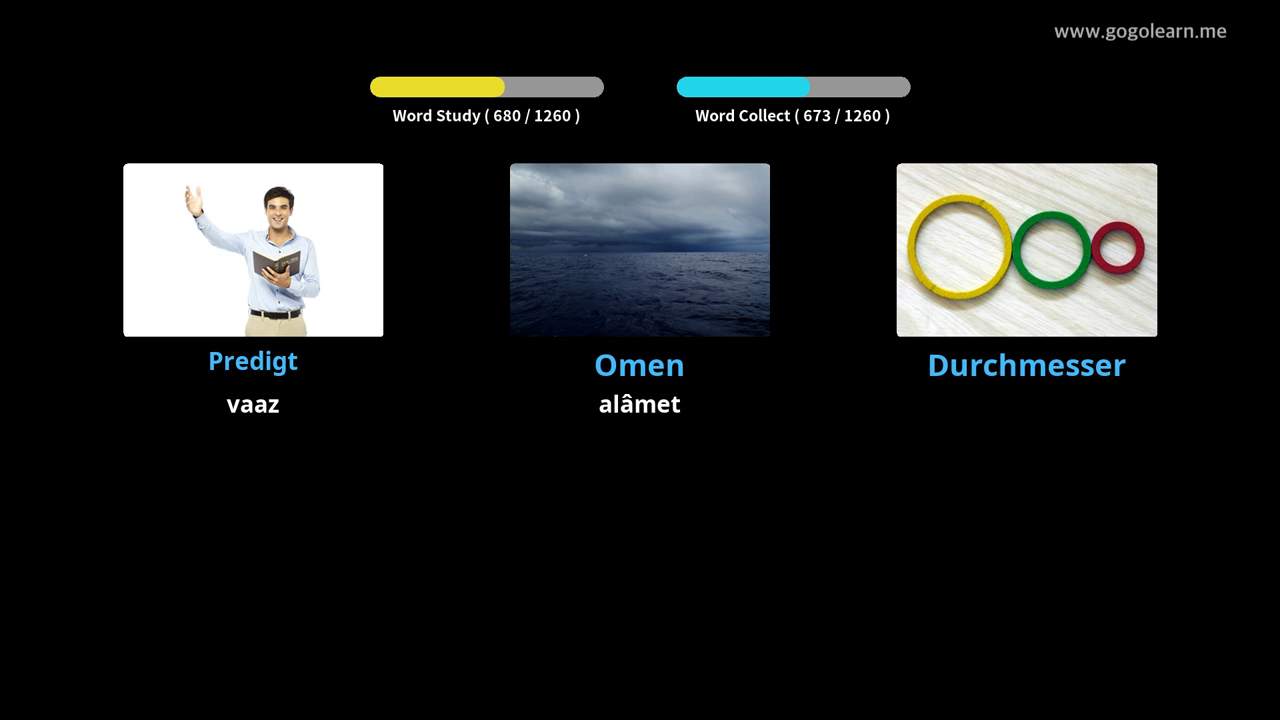 www.gogolearn.me
Word Study ( 680 / 1260 )
Word Collect ( 673 / 1260 )
Predigt
Omen
Durchmesser
vaaz
alâmet